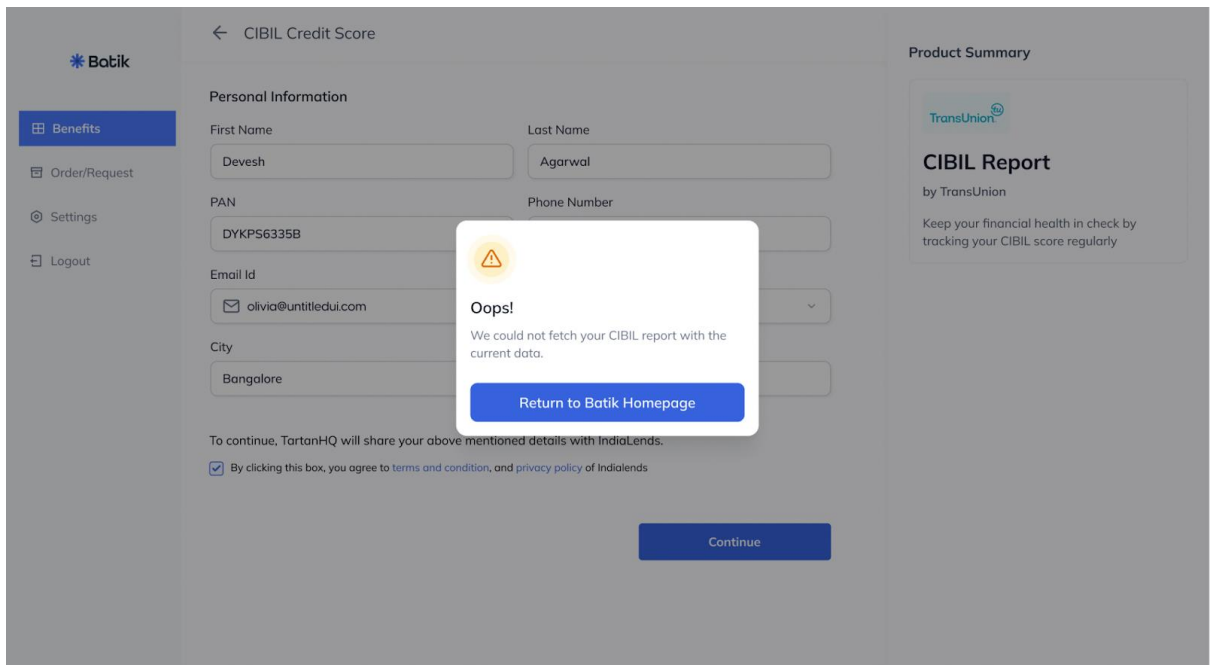 Batik
Benefits
Order/Request
Settings
Logout
CIBIL Credit Score
Personal Information
First Name
Last Name
Devesh
Agarwal
PAN
Phone Number
DYKPS6335B
Email Id
olivia@untitledui.com
City
Bangalore
Oops!
We could not fetch your CIBIL report with the
current data.
Return to Batik Homepage
To continue, TartanHQ will share your above mentioned details with IndiaLends.
By clicking this box, you agree to terms and condition, and privacy policy of Indialends
Continue
Product Summary
TransUnion
tu
CIBIL Report
by TransUnion
Keep your financial health in check by
tracking your CIBIL score regularly